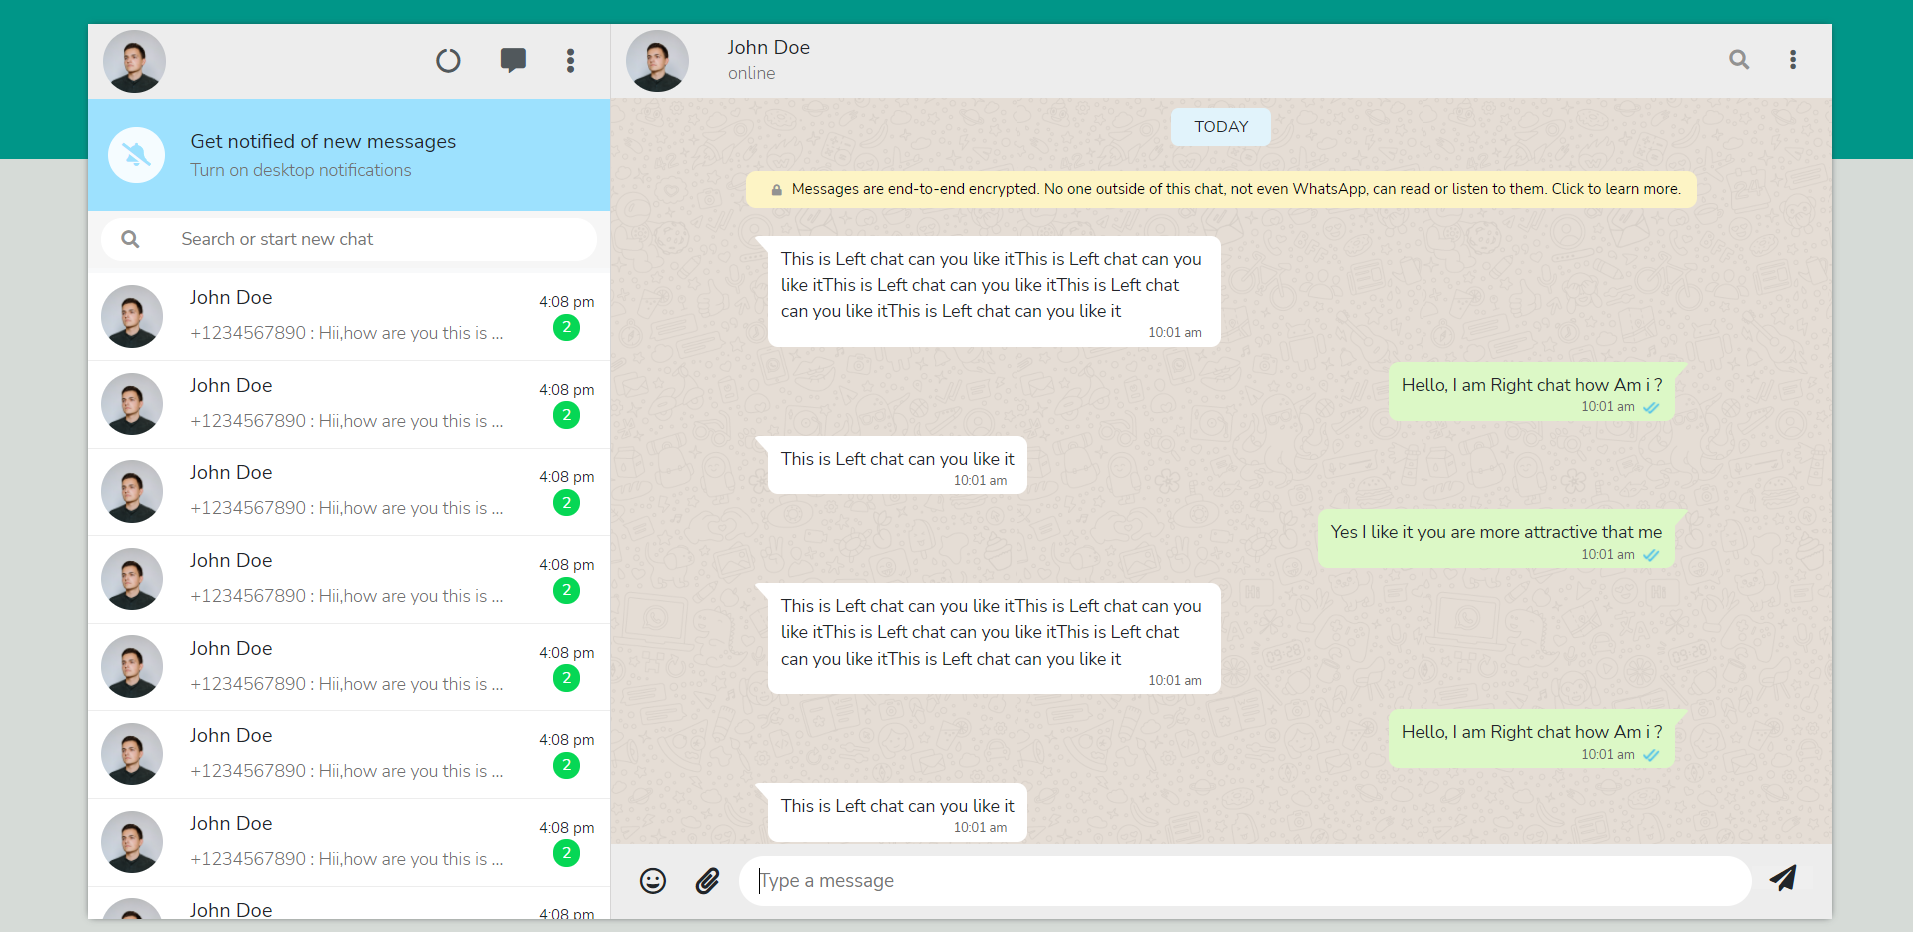 Get notified of new messages
Turn on desktop notifications
Search or start new chat
John Doe
4:08 pm
+1234567890 : Hii,how are you this is ...
2
John Doe
4:08 pm
+1234567890 : Hii,how are you this is ...
2
John Doe
4:08 pm
+1234567890 : Hii,how are you this is ...
2
John Doe
4:08 pm
+1234567890 : Hii,how are you this is ...
2
John Doe
4:08 pm
+1234567890 : Hii,how are you this is ...
2
John Doe
4:08 pm
+1234567890 : Hii,how are you this is ...
2
John Doe
4:08 pm
+1234567890 : Hii,how are you this is ...
2
John Doe
4:08 pm
John Doe
online
TODAY
Messages are end-to-end encrypted. No one outside of this chat, not even WhatsApp, can read or listen to them. Click to learn more.
This is Left chat can you like itThis is Left chat can you
like itThis is Left chat can you like itThis is Left chat
can you like itThis is Left chat can you like it
10:01 am
Hello, I am Right chat how Am i ?
10:01 am
This is Left chat can you like it
10:01 am
Yes I like it you are more attractive that me
10:01 am
This is Left chat can you like itThis is Left chat can you
like itThis is Left chat can you like itThis is Left chat
can you like itThis is Left chat can you like it
10:01 am
Hello, I am Right chat how Am i ?
10:01 am
This is Left chat can you like it
10:01 am
Type a message